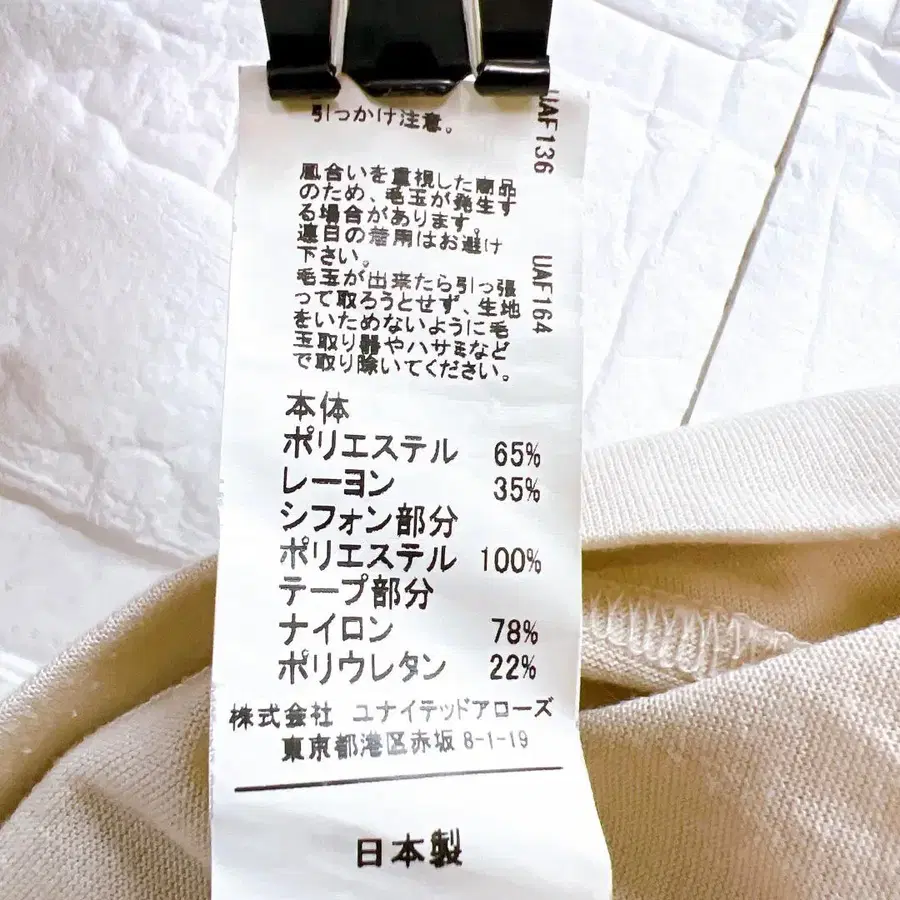 引っかけ注意。
風合いを重視した商品
のため、毛玉が発生す
る場合があります。
連日の着用はお避け
下さい。
毛玉が出来たら引っ張
って取ろうとせず、生地
をいためないように毛
玉取り器やハサミなど
で取り除いてください。
本体
ポリエステル 65%
レーヨン 35%
シフォン部分
ポリエステル 100%
テープ部分
ナイロン 78%
ポリウレタン 22%
株式会社 ユナイテッドアローズ
東京都港区赤坂 8-1-19
日本製
UAF136
UAF164